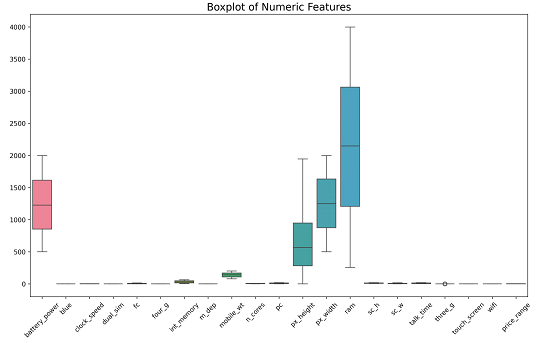 Boxplot of Numeric Features
4000
3500
3000
2500
2000
1500
1000
500
0
battery_power
blue
clock_speed
dual_sim
fc
four_g
int_memory
m_dep
mobile_wt
n_cores
pc
px_height
px_width
ram
sc_h
sc_w
talk_time
three_g
touch_screen
wifi
price_range